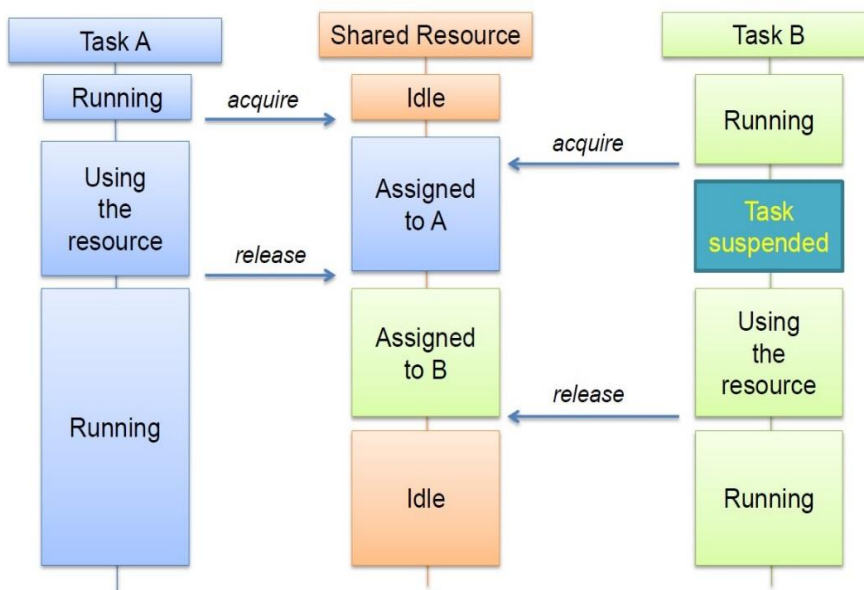 Task A
Shared Resource
Task B
Running
acquire
Idle
Running
acquire
Using
the
resource
Assigned
to A
Task
suspended
release
Running
Assigned
to B
Using
the
resource
release
Idle
Running